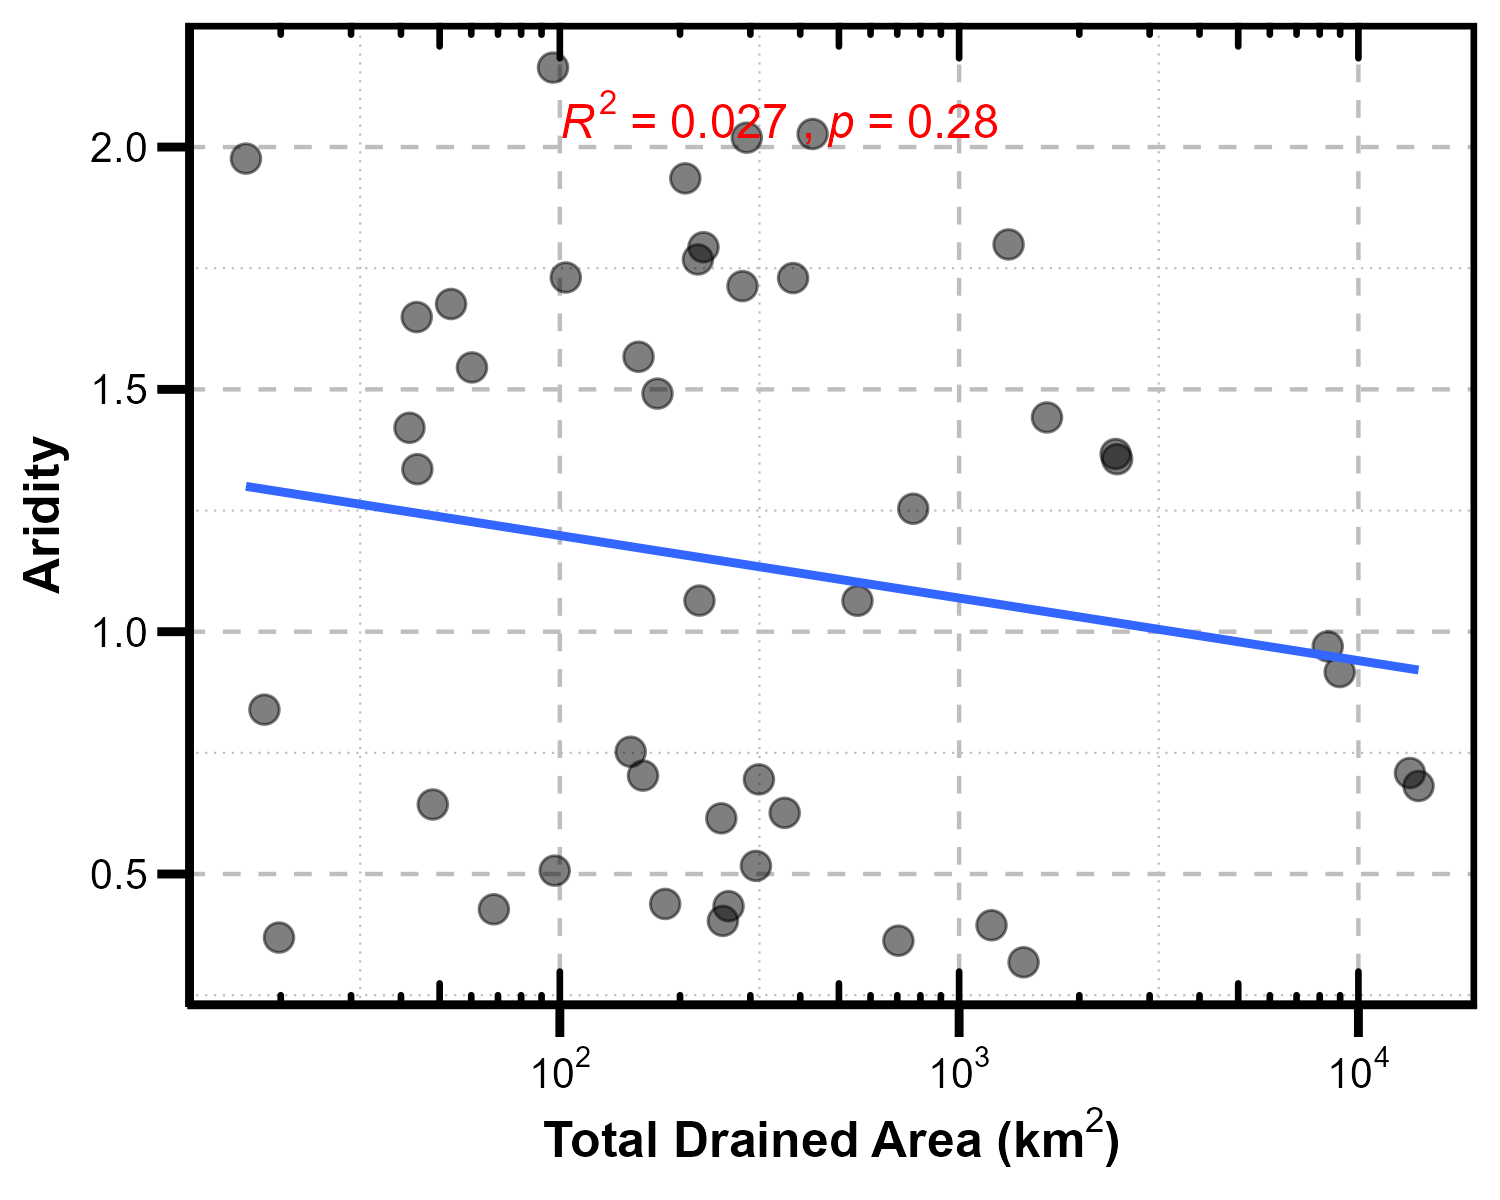 R² = 0.027 , p = 0.28
2.0
1.5
1.0
0.5
Aridity
10² 10³ 10⁴
Total Drained Area (km²)